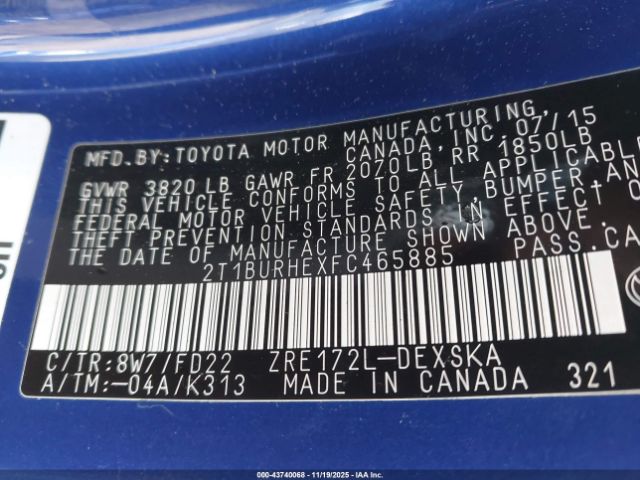 MFD. BY: TOYOTA MOTOR MANUFACTURING
CANADA, INC. 07/15
GVWR 3820 LB GAWR FR 2070LB, RR 1850LB
THIS VEHICLE CONFORMS TO ALL APPLICABLE
FEDERAL MOTOR VEHICLE SAFETY, BUMPER AND
THEFT PREVENTION STANDARDS IN EFFECT ON
THE DATE OF MANUFACTURE SHOWN ABOVE.
2T1BURHEXFC465885 PASS.CA
C/TR:8W7/FD22 ZRE172L-DEXSKA
A/TM:-04A/K313 MADE IN CANADA 321
000-43740068 - 11/19/2025 - IAA Inc.